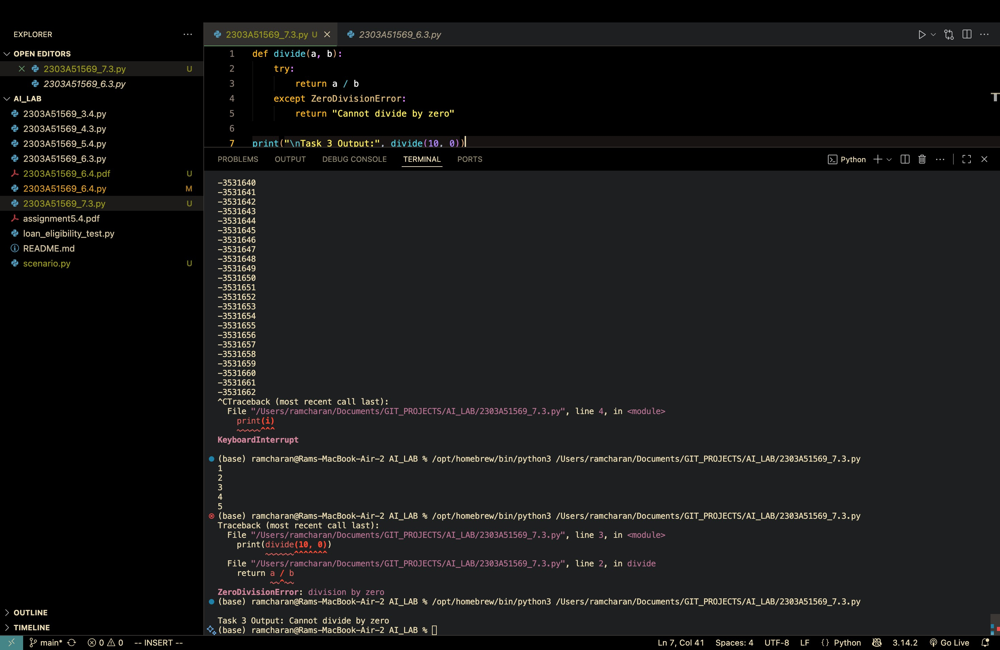 EXPLORER
OPEN EDITORS
2303A51569_7.3.py U
2303A51569_6.3.py
AI_LAB
2303A51569_3.4.py
2303A51569_4.3.py
2303A51569_5.4.py
2303A51569_6.3.py
2303A51569_6.4.pdf U
2303A51569_6.4.py M
2303A51569_7.3.py U
assignment5.4.pdf
loan_eligibility_test.py
README.md
scenario.py U
OUTLINE
TIMELINE
2303A51569_7.3.py U 2303A51569_6.3.py
1 def divide(a, b):
2 try:
3 return a / b
4 except ZeroDivisionError:
5 return "Cannot divide by zero"
6
7 print("\nTask 3 Output:", divide(10, 0))
PROBLEMS OUTPUT DEBUG CONSOLE TERMINAL PORTS Python
-3531640
-3531641
-3531642
-3531643
-3531644
-3531645
-3531646
-3531647
-3531648
-3531649
-3531650
-3531651
-3531652
-3531653
-3531654
-3531655
-3531656
-3531657
-3531658
-3531659
-3531660
-3531661
-3531662
^CTraceback (most recent call last):
File "/Users/ramcharan/Documents/GIT_PROJECTS/AI_LAB/2303A51569_7.3.py", line 4, in <module>
print(i)
~~~~~^^^
KeyboardInterrupt
(base) ramcharan@Rams-MacBook-Air-2 AI_LAB % /opt/homebrew/bin/python3 /Users/ramcharan/Documents/GIT_PROJECTS/AI_LAB/2303A51569_7.3.py
1
2
3
4
5
(base) ramcharan@Rams-MacBook-Air-2 AI_LAB % /opt/homebrew/bin/python3 /Users/ramcharan/Documents/GIT_PROJECTS/AI_LAB/2303A51569_7.3.py
Traceback (most recent call last):
File "/Users/ramcharan/Documents/GIT_PROJECTS/AI_LAB/2303A51569_7.3.py", line 3, in <module>
print(divide(10, 0))
~~~~~~^^^^^^^
File "/Users/ramcharan/Documents/GIT_PROJECTS/AI_LAB/2303A51569_7.3.py", line 2, in divide
return a / b
~~^~~
ZeroDivisionError: division by zero
(base) ramcharan@Rams-MacBook-Air-2 AI_LAB % /opt/homebrew/bin/python3 /Users/ramcharan/Documents/GIT_PROJECTS/AI_LAB/2303A51569_7.3.py
Task 3 Output: Cannot divide by zero
(base) ramcharan@Rams-MacBook-Air-2 AI_LAB %
main* 0 0 -- INSERT -- Ln 7, Col 41 Spaces: 4 UTF-8 LF {} Python 3.14.2 Go Live